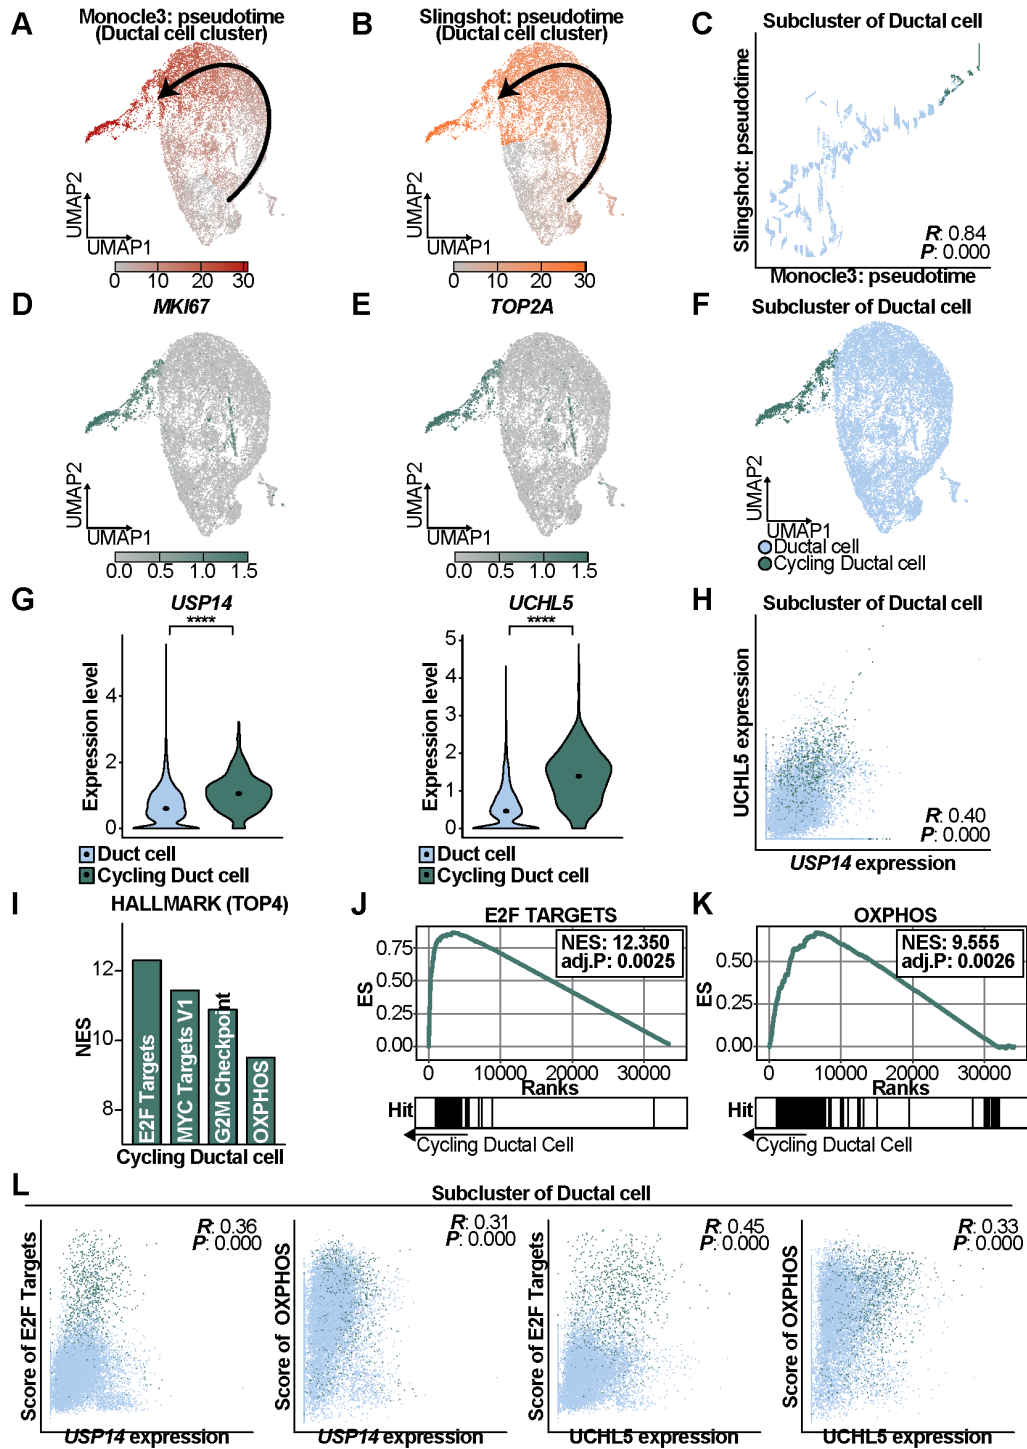 A
Monocle3: pseudotime
(Ductal cell cluster)
UMAP2
UMAP1
0 10 20 30
B
Slingshot: pseudotime
(Ductal cell cluster)
UMAP2
UMAP1
0 10 20 30
C
Subcluster of Ductal cell
Slingshot: pseudotime
R: 0.84
P: 0.000
Monocle3: pseudotime
D
MKI67
UMAP2
UMAP1
0.0 0.5 1.0 1.5
E
TOP2A
UMAP2
UMAP1
0.0 0.5 1.0 1.5
F
Subcluster of Ductal cell
UMAP2
UMAP1
Ductal cell
Cycling Ductal cell
G
USP14
****
Expression level
4
2
0
Duct cell
Cycling Duct cell
UCHL5
****
Expression level
5
4
3
2
1
0
Duct cell
Cycling Duct cell
H
Subcluster of Ductal cell
UCHL5 expression
R: 0.40
P: 0.000
USP14 expression
I
HALLMARK (TOP4)
NES
12
10
8
E2F Targets
MYC Targets V1
G2M Checkpoint
OXPHOS
Cycling Ductal cell
J
E2F TARGETS
NES: 12.350
adj.P: 0.0025
ES
0.75
0.50
0.25
0.00
0 10000 20000 30000
Ranks
Hit
Cycling Ductal Cell
K
OXPHOS
NES: 9.555
adj.P: 0.0026
ES
0.50
0.25
0.00
0 10000 20000 30000
Ranks
Hit
Cycling Ductal Cell
L
Subcluster of Ductal cell
Score of E2F Targets
R: 0.36
P: 0.000
USP14 expression
Score of OXPHOS
R: 0.31
P: 0.000
USP14 expression
Score of E2F Targets
R: 0.45
P: 0.000
UCHL5 expression
Score of OXPHOS
R: 0.33
P: 0.000
UCHL5 expression